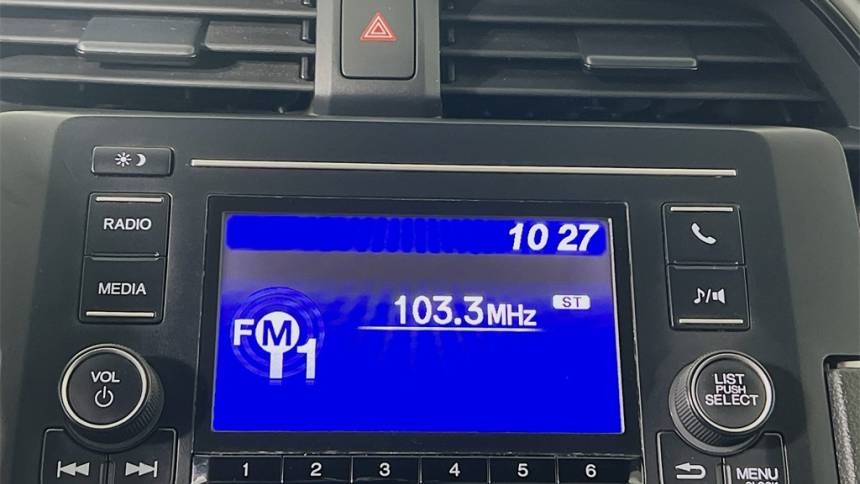 RADIO
MEDIA
VOL
10 27
103.3MHz
ST
FM1
LIST
PUSH
SELECT
MENU
CLOCK
1 2 3 4 5 6